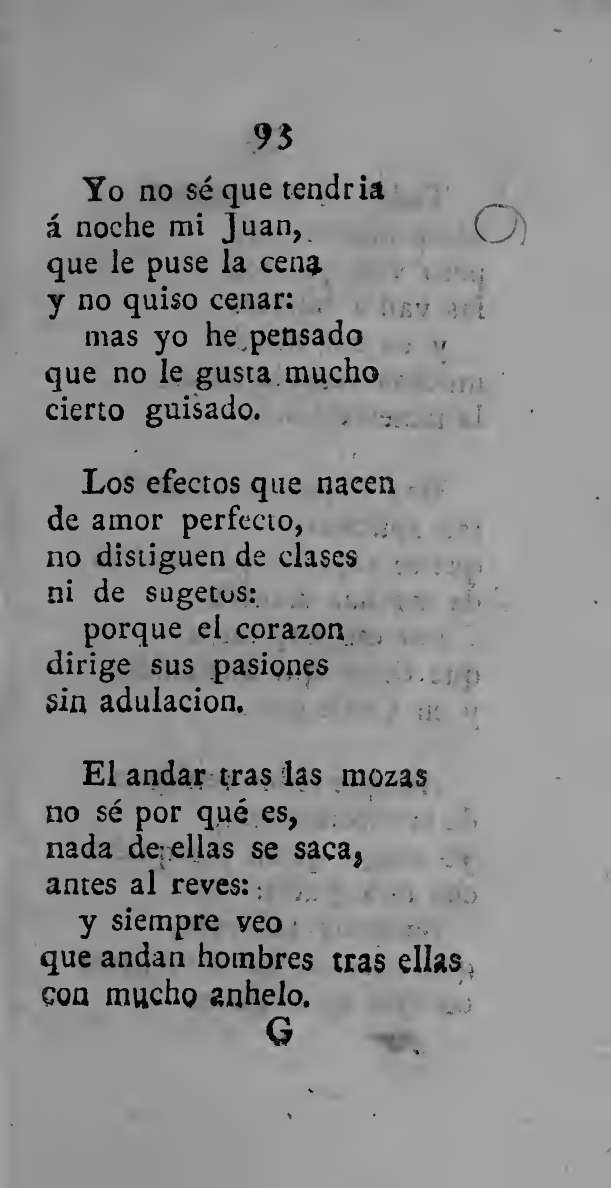 93
Yo no sé que tendria
á noche mi Juan,
que le puse la cena
y no quiso cenar:
mas yo he pensado
que no le gusta mucho
cierto guisado.
Los efectos que nacen
de amor perfecto,
no distiguen de clases
ni de sugetos:
porque el corazon
dirige sus pasiones
sin adulacion.
El andar tras las mozas
no sé por qué es,
nada de ellas se saca,
antes al reves:
y siempre veo
que andan hombres tras ellas
con mucho anhelo.
G